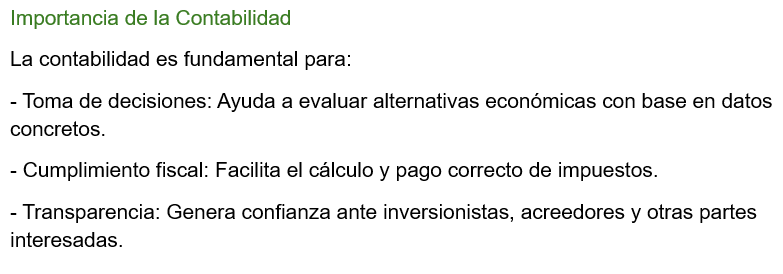 Importancia de la Contabilidad
La contabilidad es fundamental para:
- Toma de decisiones: Ayuda a evaluar alternativas económicas con base en datos
concretos.
- Cumplimiento fiscal: Facilita el cálculo y pago correcto de impuestos.
- Transparencia: Genera confianza ante inversionistas, acreedores y otras partes
interesadas.